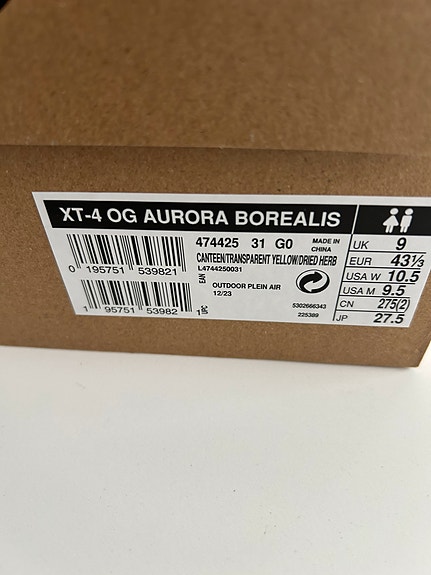 XT-4 OG AURORA BOREALIS
0 195751 539821
474425 31 G0 MADE IN CHINA
CANTEEN/TRANSPARENT YELLOW/DRIED HERB
L4744250031
EAN
OUTDOOR PLEIN AIR
12/23
5302666343
225389
1 95751 53982 1
UPC
UK 9
EUR 43⅓
USA W 10.5
USA M 9.5
CN 275(2)
JP 27.5